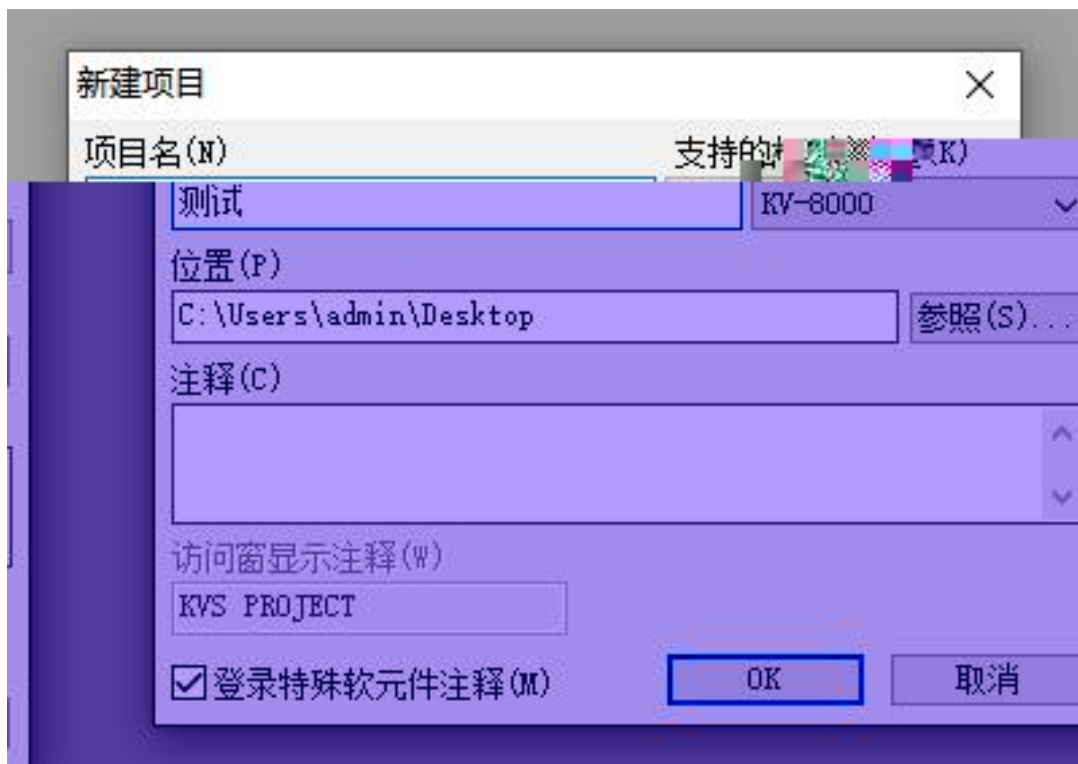 新建项目
项目名(N)
支持的
K)
测试
KV-8000
位置(P)
C:\Users\admin\Desktop
参照(S)...
注释(C)
访问窗显示注释(W)
KVS PROJECT
登录特殊软元件注释(M)
OK
取消